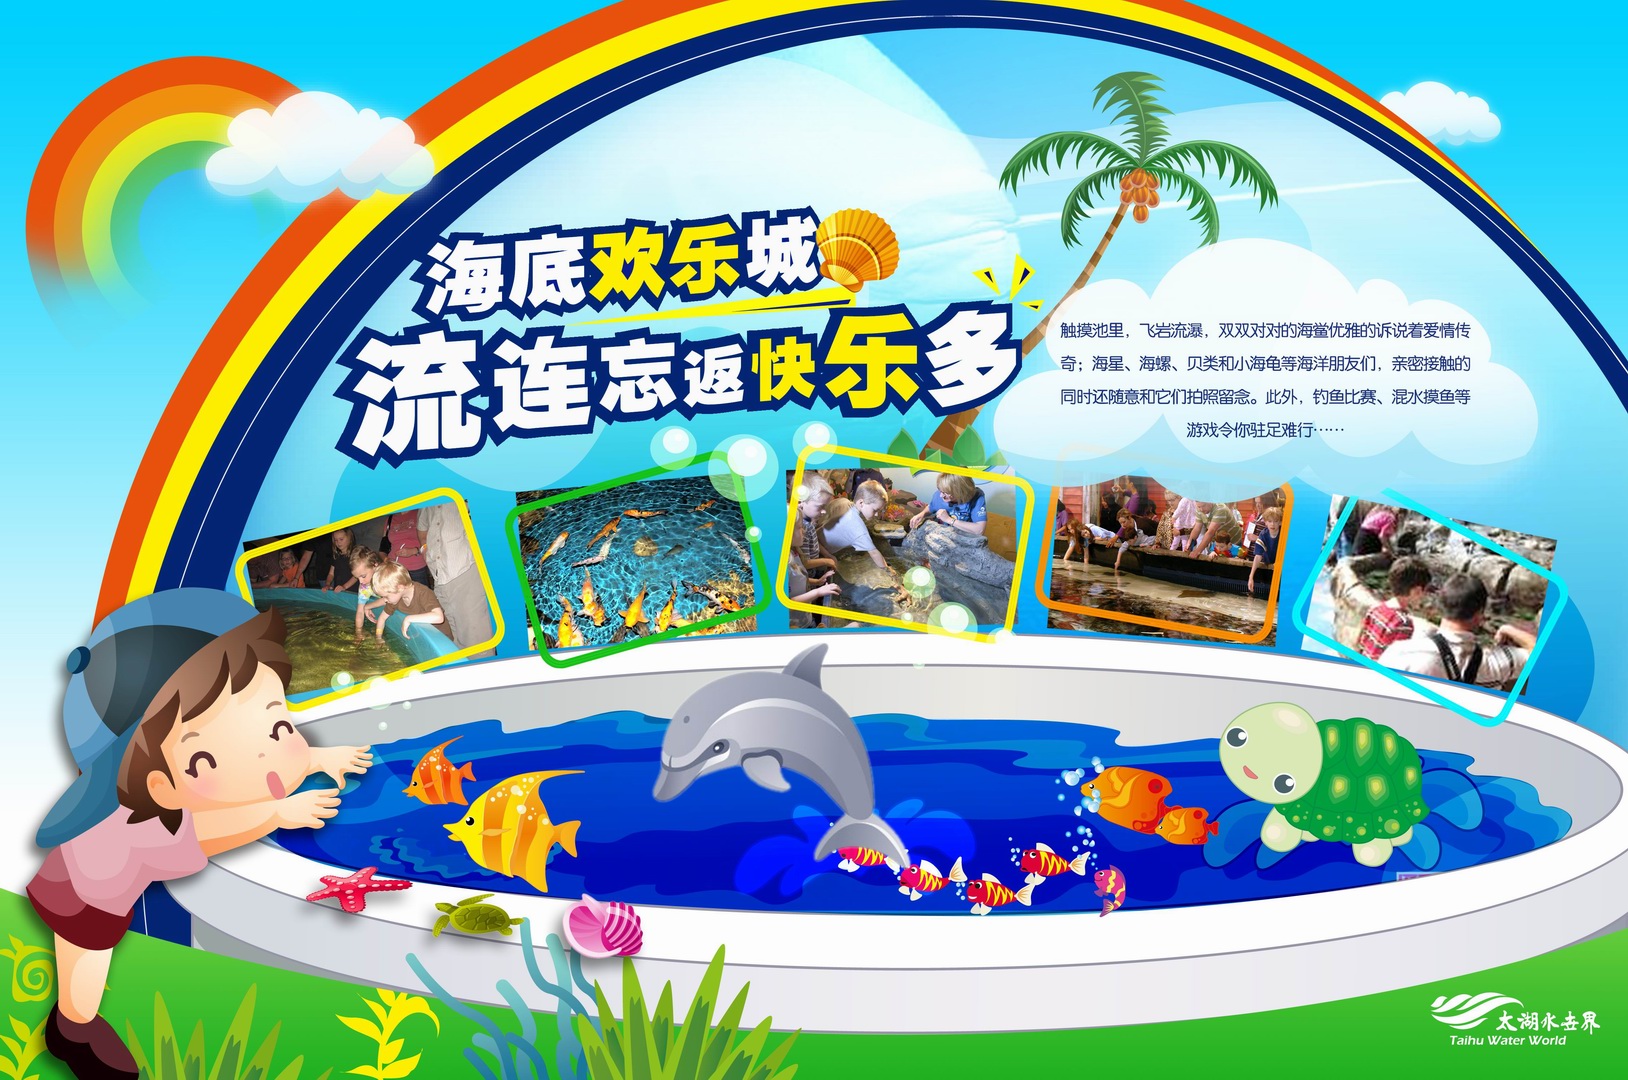 海底欢乐城
流连忘返快乐多
触摸池里，飞岩流瀑，双双对对的海鲨优雅的诉说着爱情传
奇；海星、海螺、贝类和小海龟等海洋朋友们，亲密接触的
同时还随意和它们拍照留念。此外，钓鱼比赛、混水摸鱼等
游戏令你驻足难行……
太湖水世界
Taihu Water World